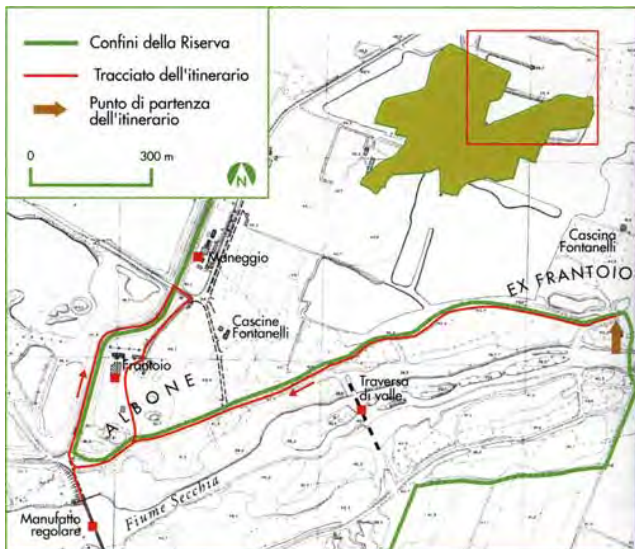 Confini della Riserva
Tracciato dell'itinerario
Punto di partenza
dell'itinerario
0
300 m
N
Maneggio
Cascina
Fontanelli
EX FRANTOIO
Cascine
Fontanelli
Frantoio
Traversa
di valle
ALBONE
Fiume Secchia
Manufatto
regolare